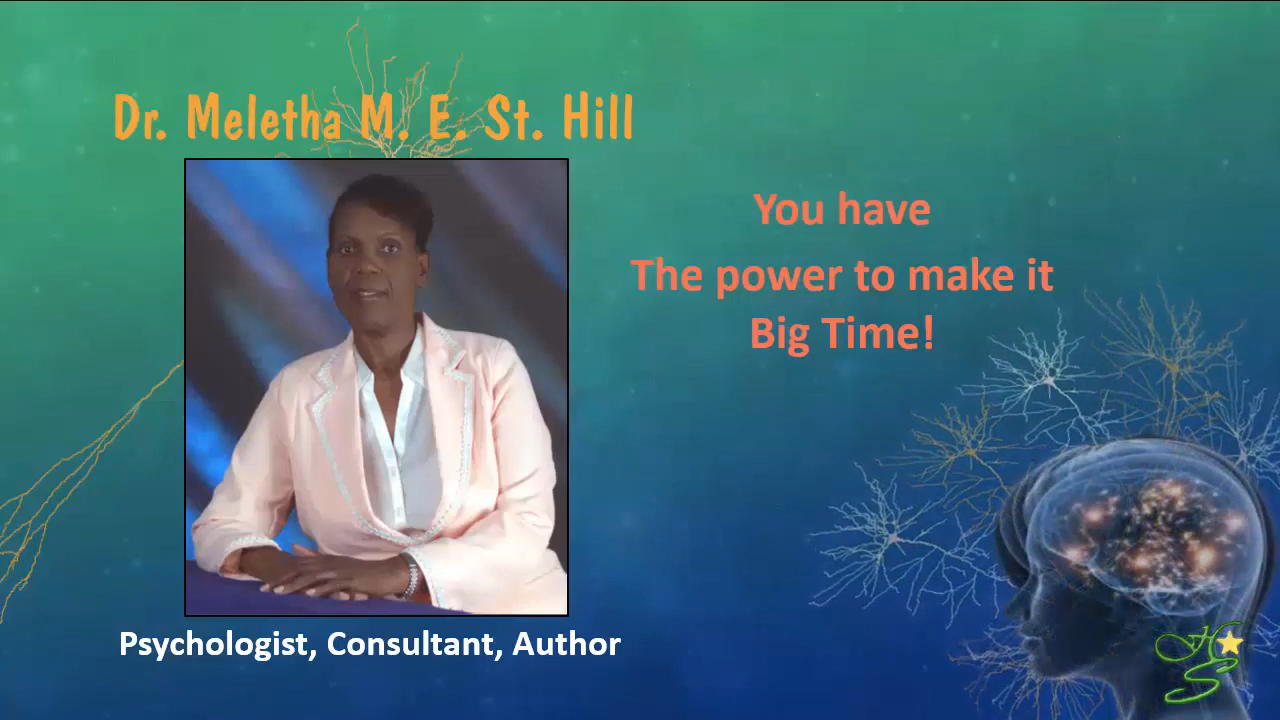 Dr. Meletha M. E. St. Hill
You have
The power to make it
Big Time!
Psychologist, Consultant, Author